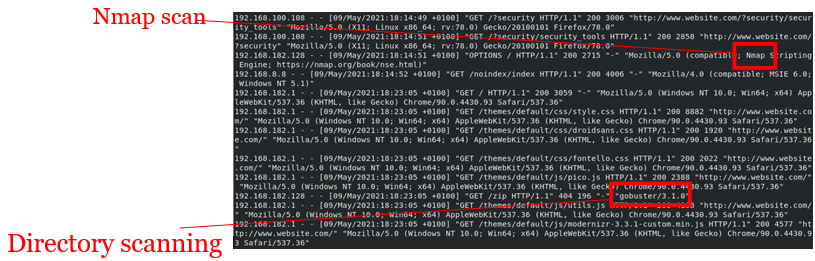 Nmap scan
192.168.100.108 - - [09/May/2021:18:14:49 +0100] "GET /?security HTTP/1.1" 200 3006 "http://www.website.com/?security/secur
ity_tools" "Mozilla/5.0 (X11; Linux x86_64; rv:78.0) Gecko/20100101 Firefox/78.0"
192.168.100.108 - - [09/May/2021:18:14:51 +0100] "GET /?security/security_tools HTTP/1.1" 200 2858 "http://www.website.com/
?security" "Mozilla/5.0 (X11; Linux x86_64; rv:78.0) Gecko/20100101 Firefox/78.0"
192.168.182.128 - - [09/May/2021:18:14:51 +0100] "OPTIONS / HTTP/1.1" 200 2715 "-" "Mozilla/5.0 (compatible; Nmap Scripting
Engine; https://nmap.org/book/nse.html)"
192.168.8.8 - - [09/May/2021:18:14:52 +0100] "GET /noindex/index HTTP/1.1" 200 4006 "-" "Mozilla/4.0 (compatible; MSIE 6.0;
Windows NT 5.1)"
192.168.182.1 - - [09/May/2021:18:23:05 +0100] "GET / HTTP/1.1" 200 3059 "-" "Mozilla/5.0 (Windows NT 10.0; Win64; x64) App
leWebKit/537.36 (KHTML, like Gecko) Chrome/90.0.4430.93 Safari/537.36"
192.168.182.1 - - [09/May/2021:18:23:05 +0100] "GET /themes/default/css/style.css HTTP/1.1" 200 8882 "http://www.website.co
m/" "Mozilla/5.0 (Windows NT 10.0; Win64; x64) AppleWebKit/537.36 (KHTML, like Gecko) Chrome/90.0.4430.93 Safari/537.36"
192.168.182.1 - - [09/May/2021:18:23:05 +0100] "GET /themes/default/css/droidsans.css HTTP/1.1" 200 1920 "http://www.websit
e.com/" "Mozilla/5.0 (Windows NT 10.0; Win64; x64) AppleWebKit/537.36 (KHTML, like Gecko) Chrome/90.0.4430.93 Safari/537.36
"
192.168.182.1 - - [09/May/2021:18:23:05 +0100] "GET /themes/default/css/fontello.css HTTP/1.1" 200 2022 "http://www.website
.com/" "Mozilla/5.0 (Windows NT 10.0; Win64; x64) AppleWebKit/537.36 (KHTML, like Gecko) Chrome/90.0.4430.93 Safari/537.36"
192.168.182.1 - - [09/May/2021:18:23:05 +0100] "GET /themes/default/js/pico.js HTTP/1.1" 200 2388 "http://www.website.com/"
"Mozilla/5.0 (Windows NT 10.0; Win64; x64) AppleWebKit/537.36 (KHTML, like Gecko) Chrome/90.0.4430.93 Safari/537.36"
192.168.182.128 - - [09/May/2021:18:23:05 +0100] "GET /zip HTTP/1.1" 404 196 "-" "gobuster/3.1.0"
192.168.182.1 - - [09/May/2021:18:23:05 +0100] "GET /themes/default/js/utils.js "http://www.website.com
/" "Mozilla/5.0 (Windows NT 10.0; Win64; x64) AppleWebKit/537.36 (KHTML, like Gecko) Chrome/90.0.4430.93 Safari/537.36"
192.168.182.1 - - [09/May/2021:18:23:05 +0100] "GET /themes/default/js/modernizr-3.3.1-custom.min.js HTTP/1.1" 200 4577 "ht
tp://www.website.com/" "Mozilla/5.0 (Windows NT 10.0; Win64; x64) AppleWebKit/537.36 (KHTML, like Gecko) Chrome/90.0.4430.9
3 Safari/537.36"
Directory scanning